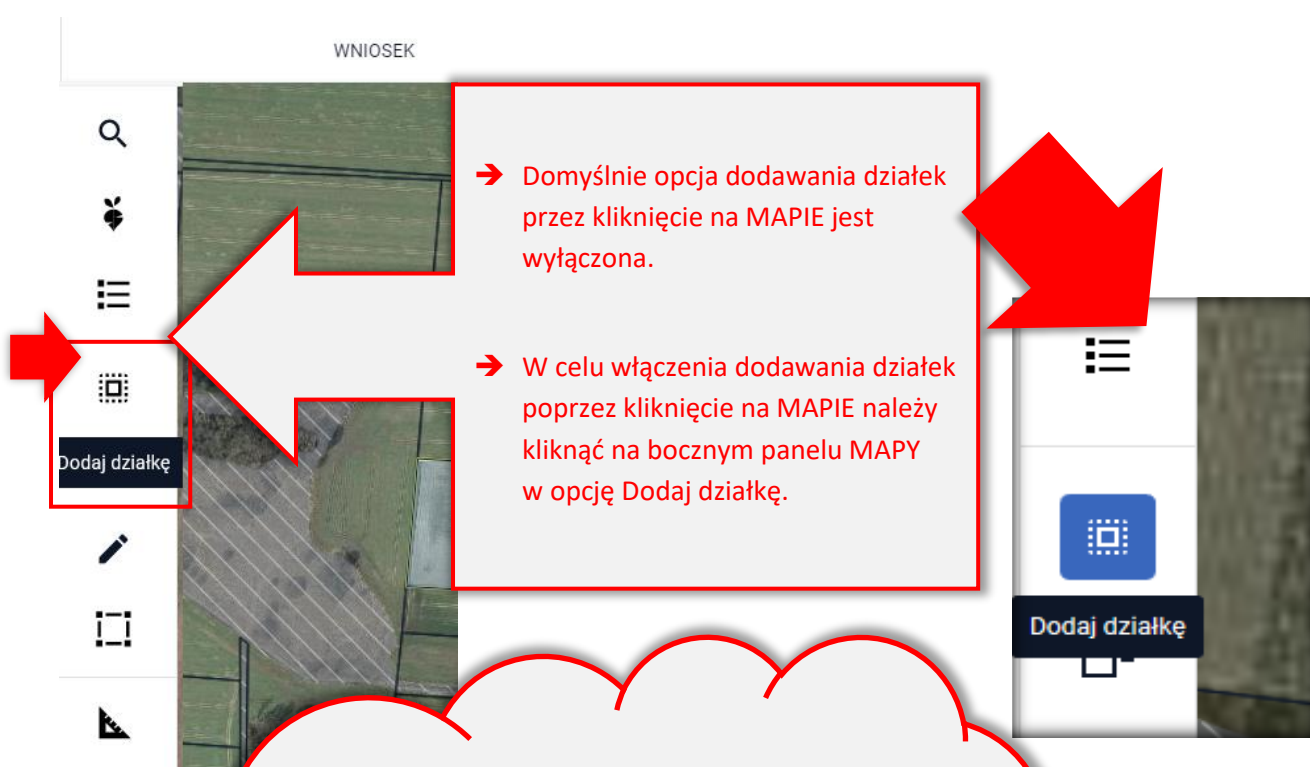 WNIOSEK
➔ Domyślnie opcja dodawania działek
przez kliknięcie na MAPIE jest
wyłączona.
➔ W celu włączenia dodawania działek
poprzez kliknięcie na MAPIE należy
kliknąć na bocznym panelu MAPY
w opcję Dodaj działkę.
Dodaj działkę
Dodaj działkę